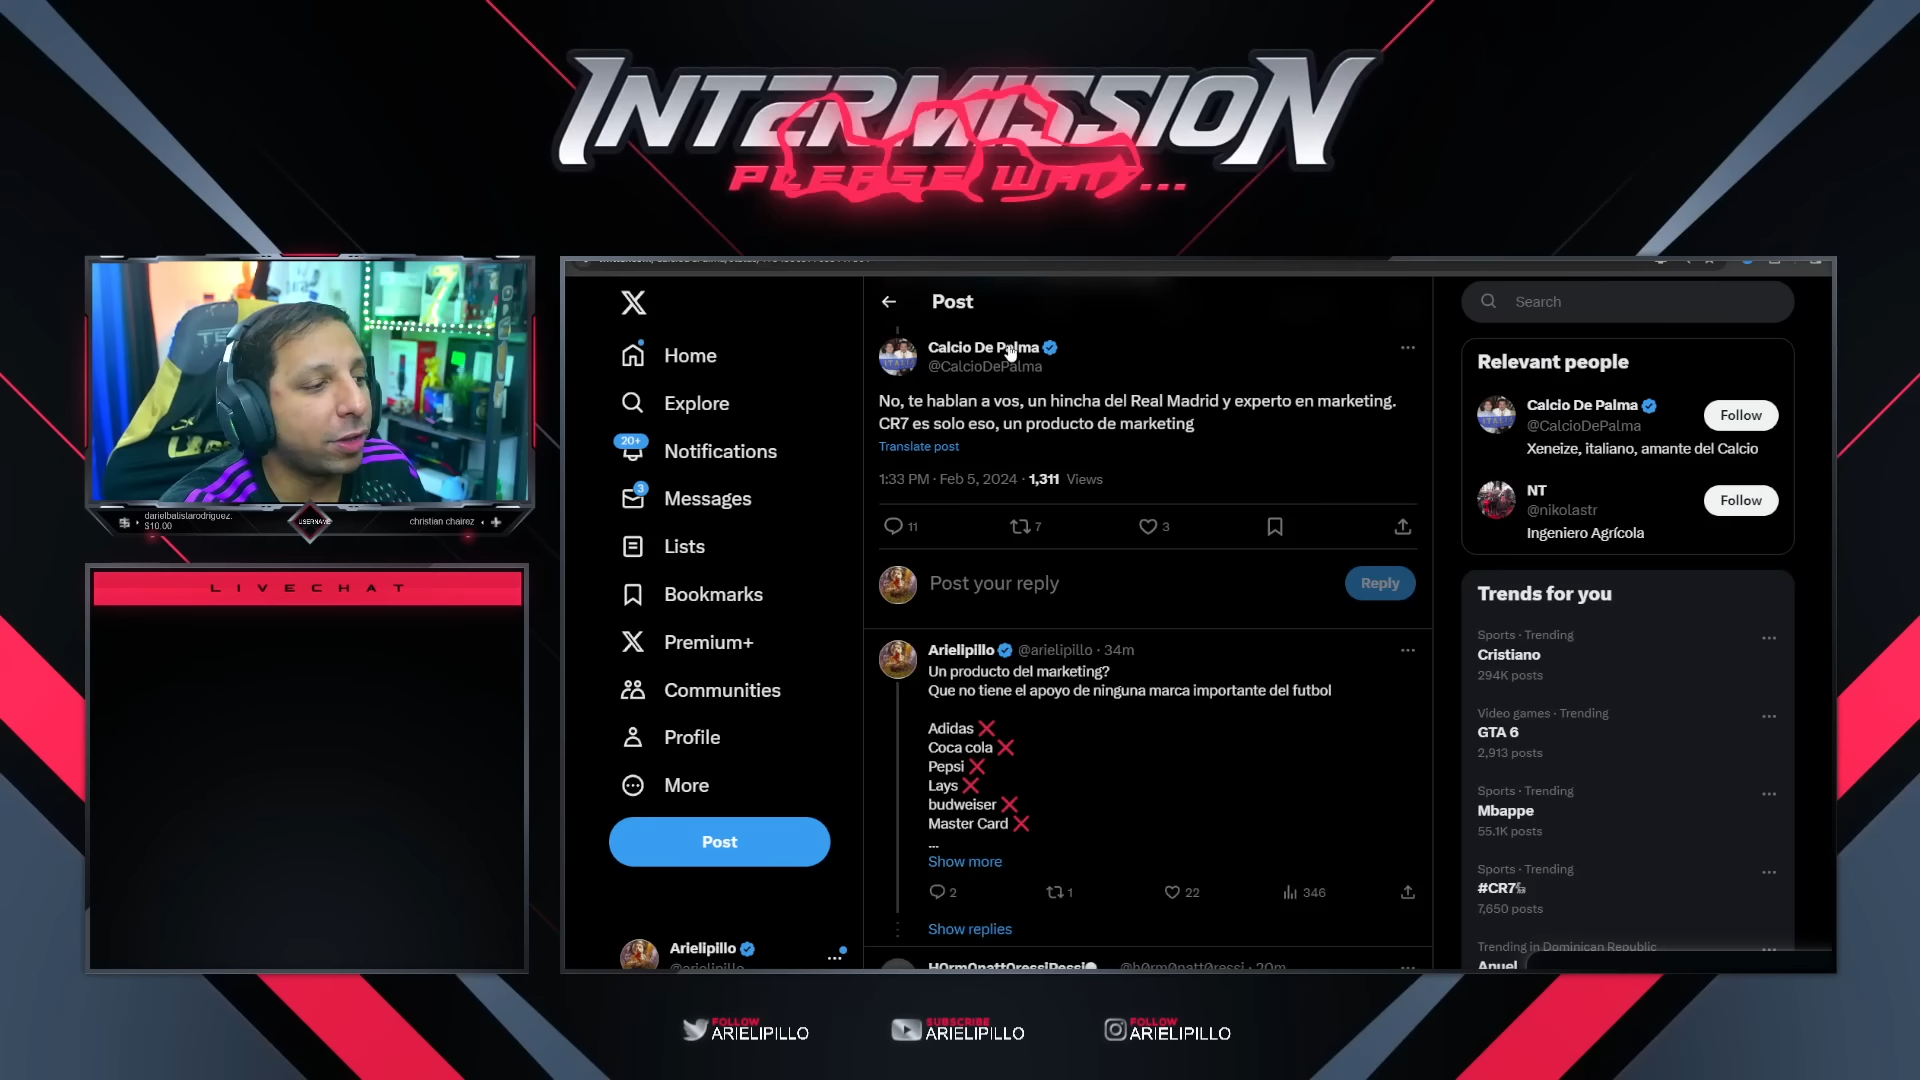 INTERMISSION
PLEASE WAIT...
Post
Search
Calcio De Palma
@CalcioDePalma
No, te hablan a vos, un hincha del Real Madrid y experto en marketing.
CR7 es solo eso, un producto de marketing
Translate post
1:33 PM · Feb 5, 2024 · 1,311 Views
11
7
3
Post your reply
Reply
Arielipillo @arielipillo · 34m
Un producto del marketing?
Que no tiene el apoyo de ninguna marca importante del futbol
Adidas ❌
Coca cola ❌
Pepsi ❌
Lays ❌
budweiser ❌
Master Card ❌
...
Show more
2
1
22
346
Show replies
@h0rm0natt0ressi · 20m
Home
Explore
20+
Notifications
3
Messages
Lists
Bookmarks
Premium+
Communities
Profile
More
Post
Arielipillo
@arielipillo
Relevant people
Calcio De Palma
@CalcioDePalma
Follow
Xeneize, italiano, amante del Calcio
NT
@nikolastr
Follow
Ingeniero Agrícola
Trends for you
Sports · Trending
Cristiano
294K posts
Video games · Trending
GTA 6
2,913 posts
Sports · Trending
Mbappe
55.1K posts
Sports · Trending
#CR7
7,650 posts
Trending in Dominican Republic
Anuel
darielbatistarodriguez:
$10.00
USERNAME
christian chairez
LIVECHAT
FOLLOW
ARIELIPILLO
SUBSCRIBE
ARIELIPILLO
FOLLOW
ARIELIPILLO